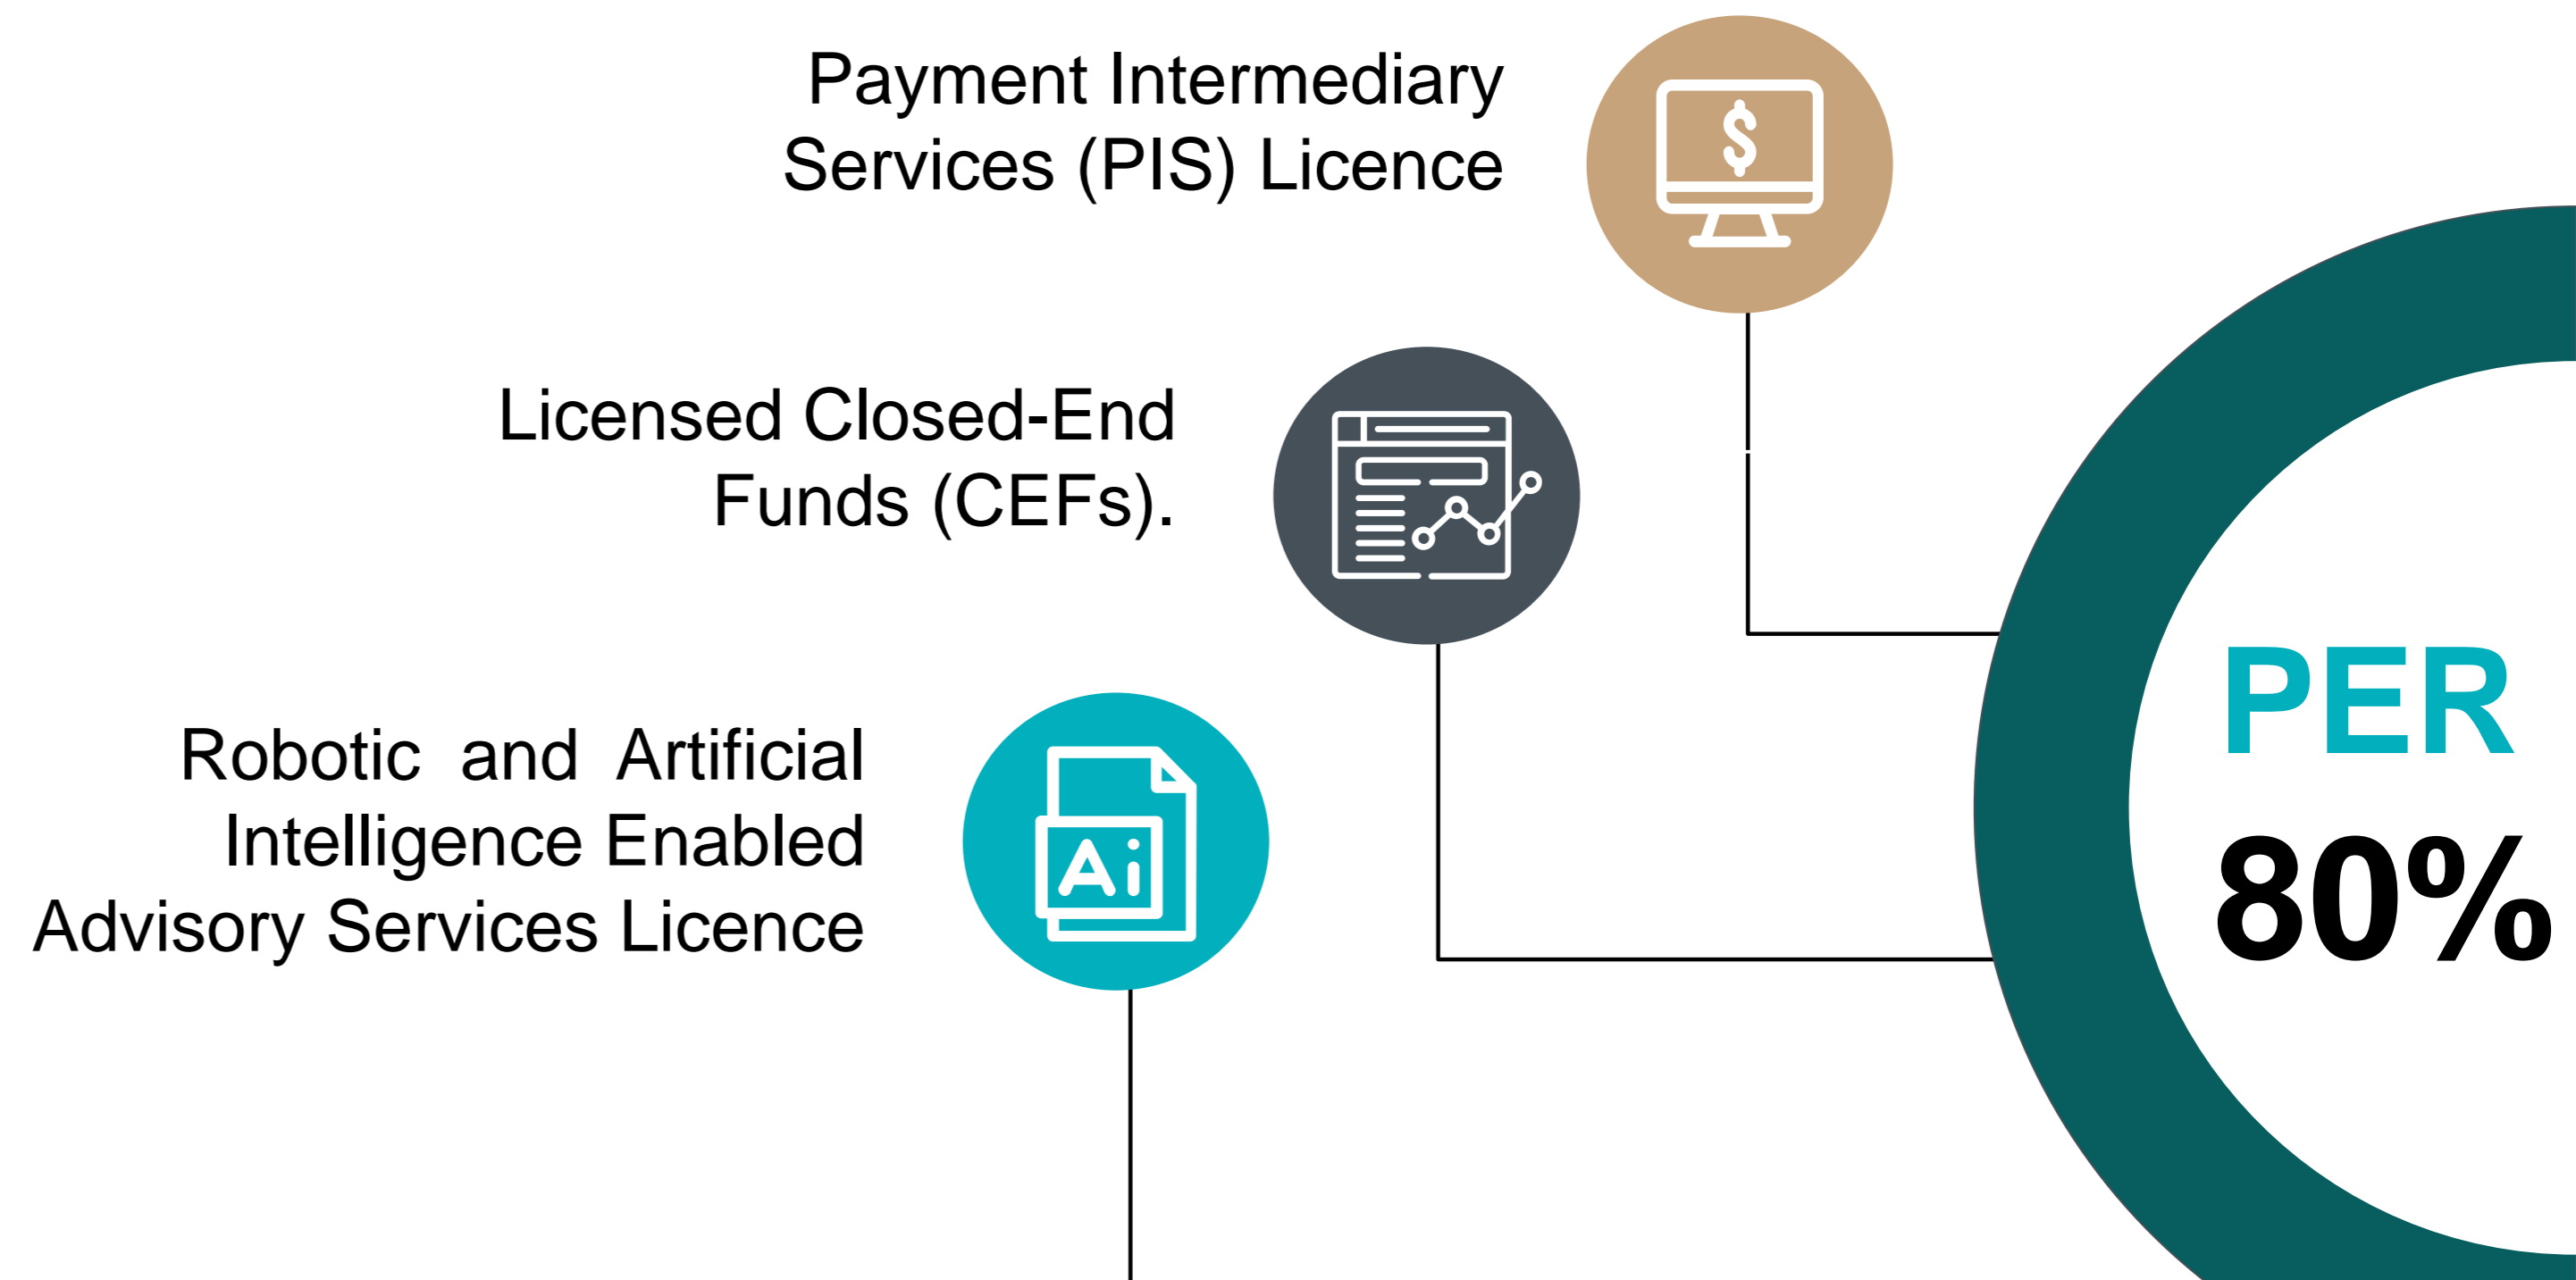 Payment Intermediary
Services (PIS) Licence
Licensed Closed-End
Funds (CEFs).
Robotic and Artificial
Intelligence Enabled
Advisory Services Licence
Ai
PER
80%